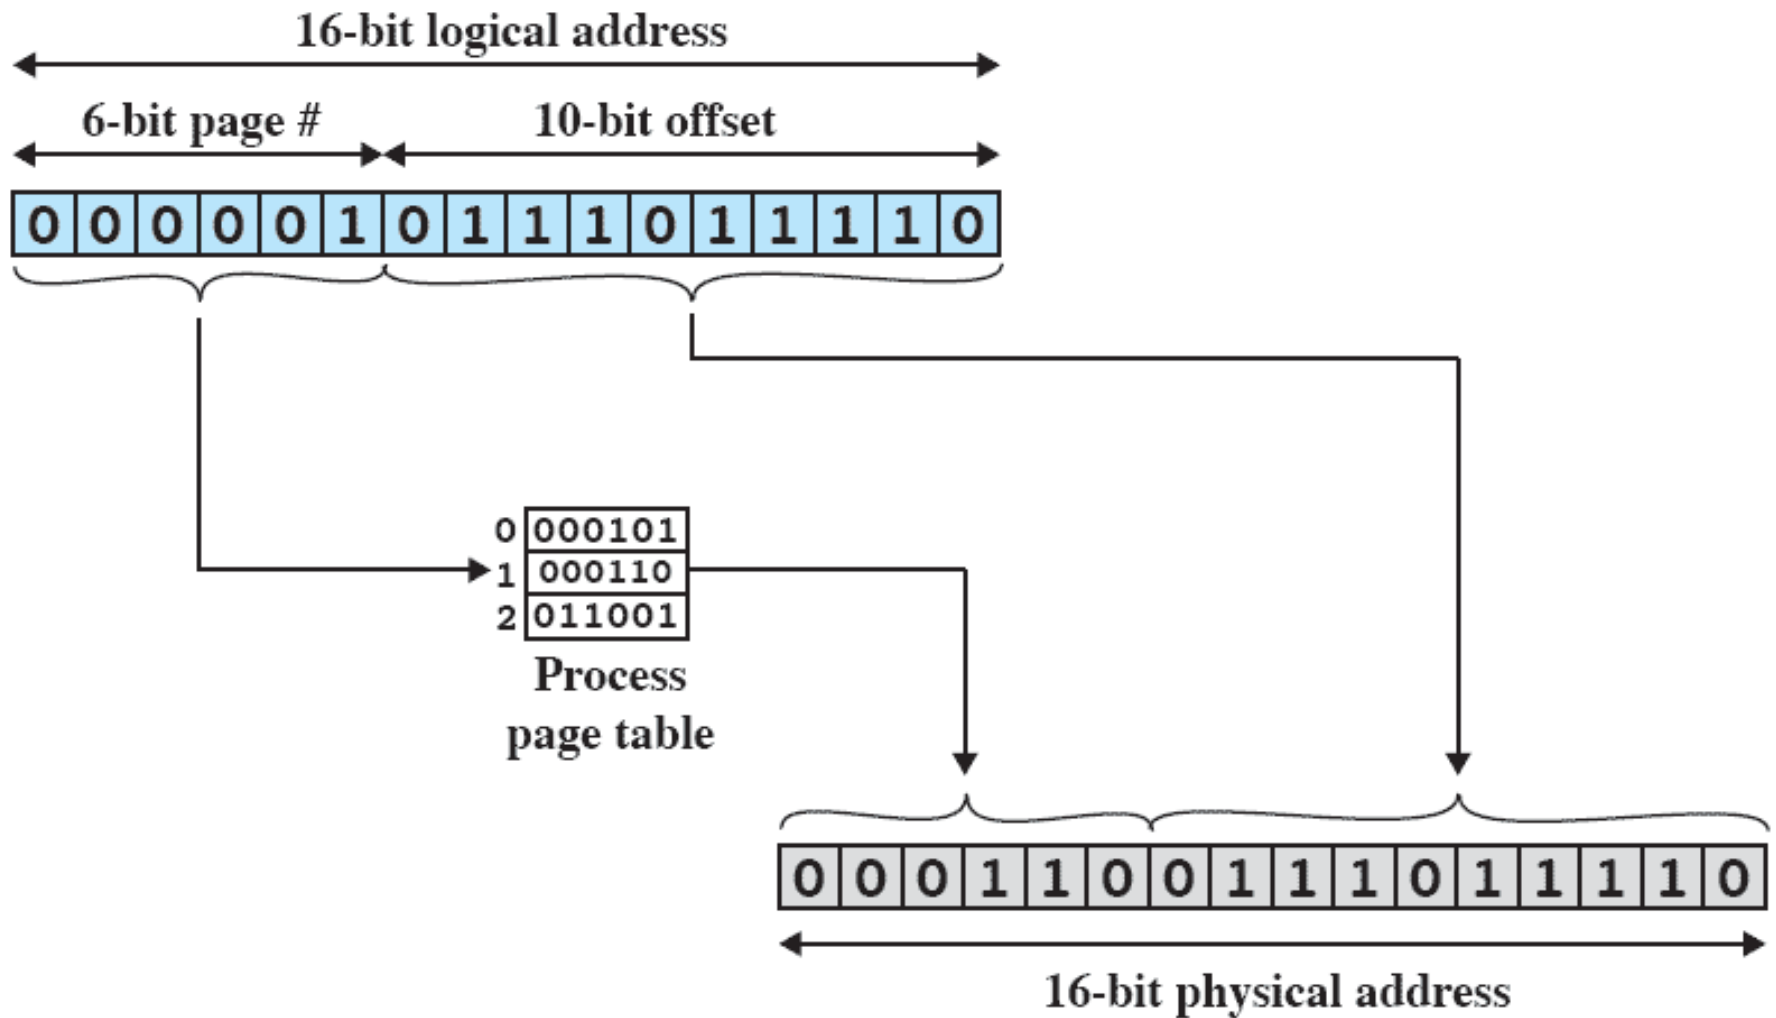 16-bit logical address
6-bit page # 10-bit offset
0 0 0 0 0 1 0 1 1 1 0 1 1 1 1 0
0 000101
1 000110
2 011001
Process
page table
0 0 0 1 1 0 0 1 1 1 0 1 1 1 1 0
16-bit physical address